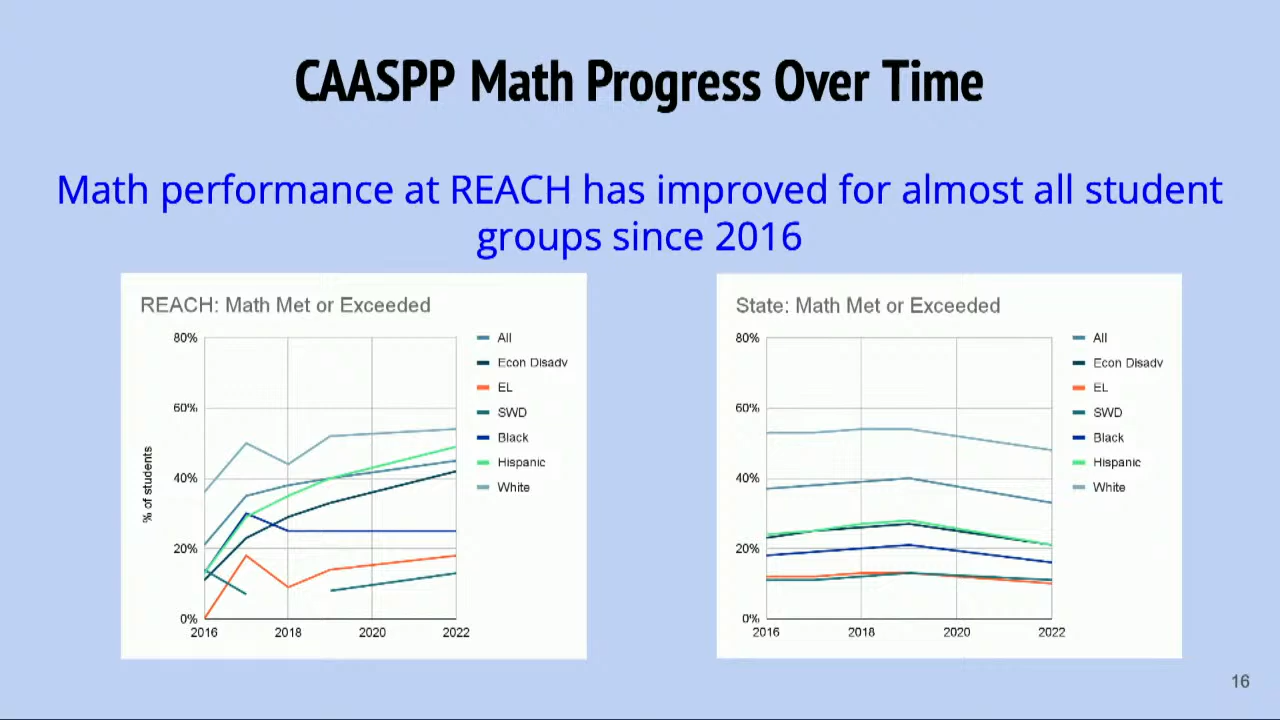 CAASPP Math Progress Over Time
Math performance at REACH has improved for almost all student
groups since 2016
REACH: Math Met or Exceeded
% of students
80%
60%
40%
20%
0%
2016
2018
2020
2022
All
Econ Disadv
EL
SWD
Black
Hispanic
White
State: Math Met or Exceeded
80%
60%
40%
20%
0%
2016
2018
2020
2022
All
Econ Disadv
EL
SWD
Black
Hispanic
White
16